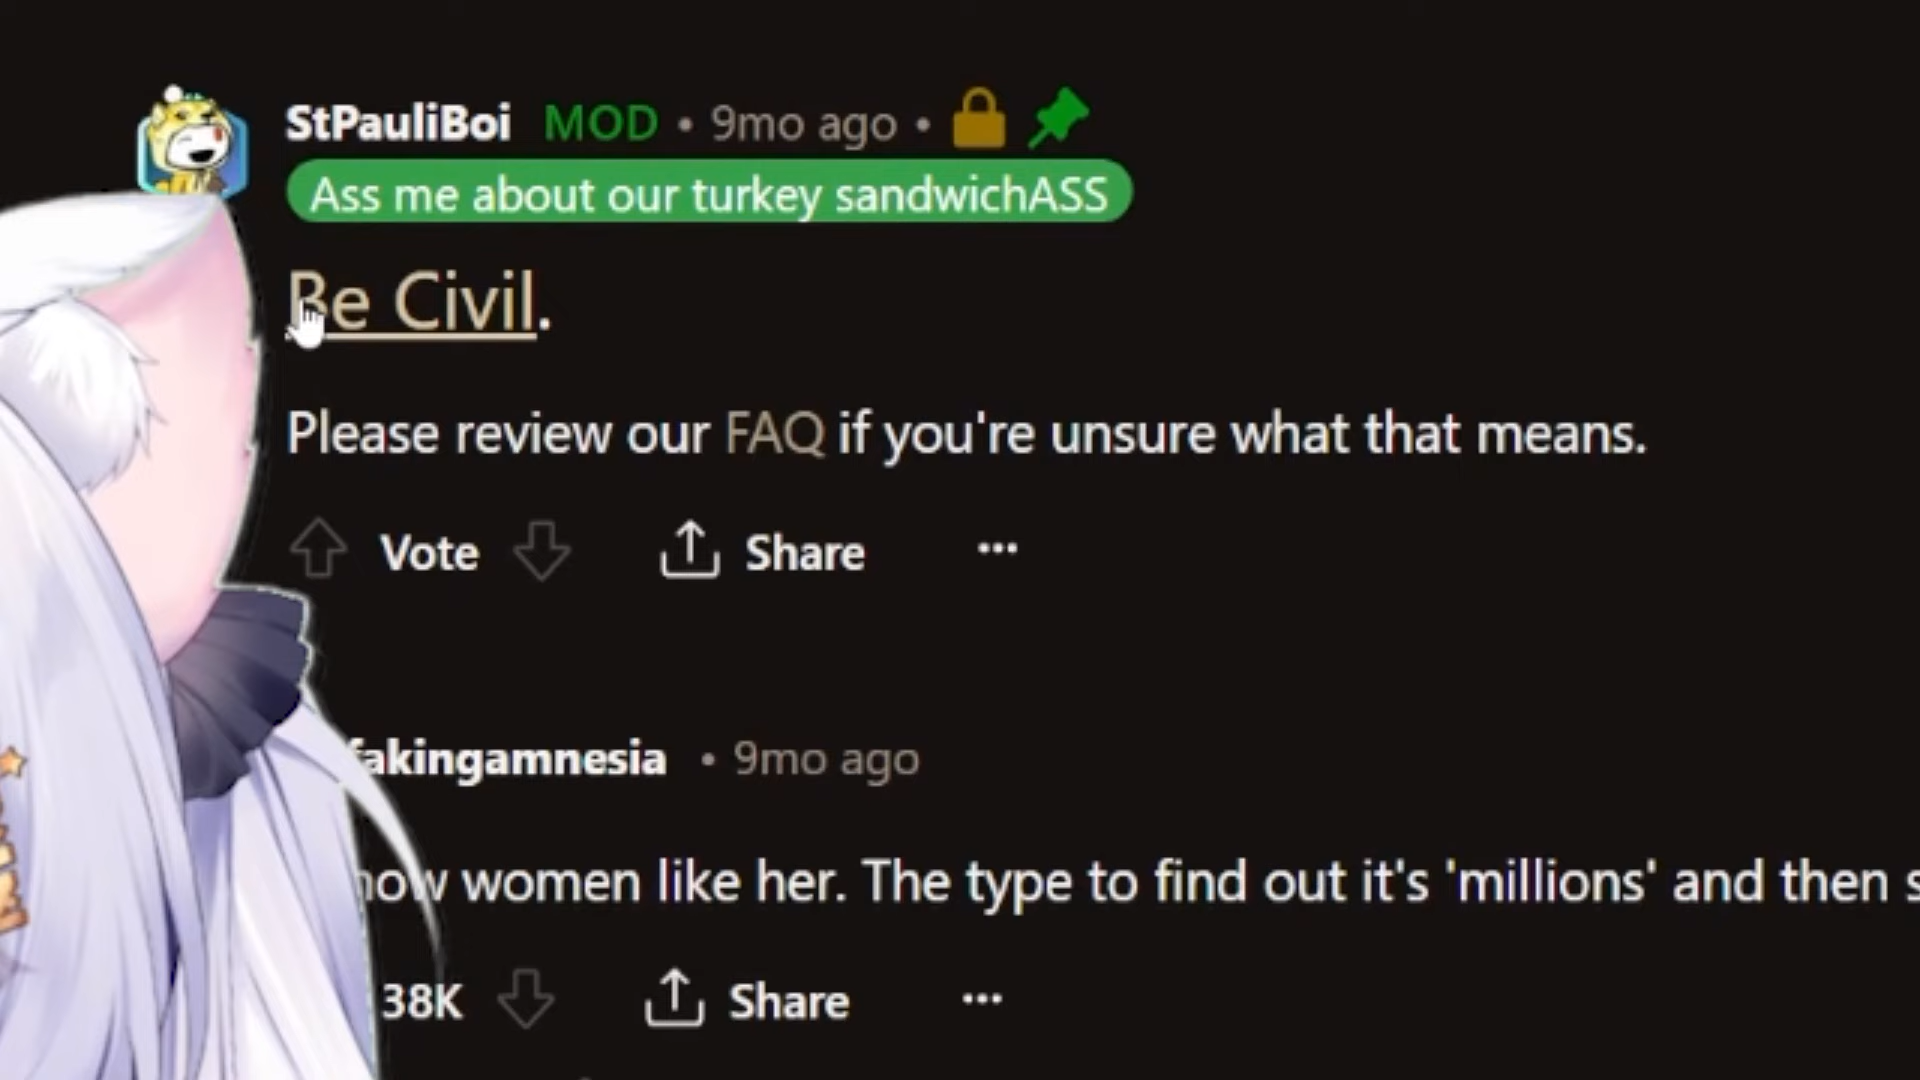 StPauliBoi MOD • 9mo ago •
Ass me about our turkey sandwichASS
Be Civil.
Please review our FAQ if you're unsure what that means.
Vote Share ...
fakingamnesia • 9mo ago
women like her. The type to find out it's 'millions' and then
38K Share ...